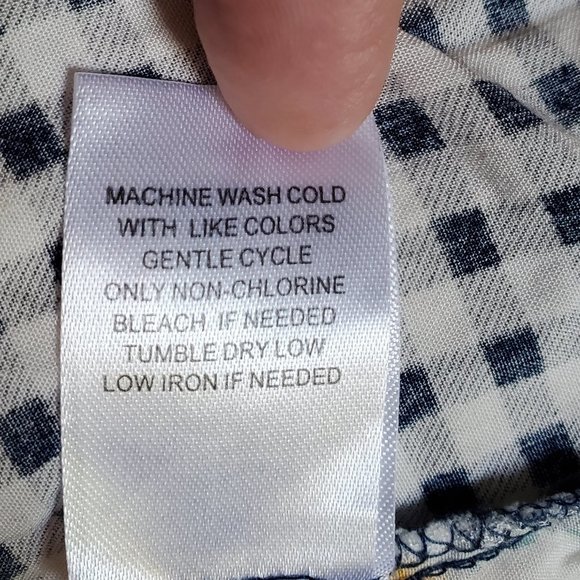 MACHINE WASH COLD
WITH LIKE COLORS
GENTLE CYCLE
ONLY NON-CHLORINE
BLEACH IF NEEDED
TUMBLE DRY LOW
LOW IRON IF NEEDED